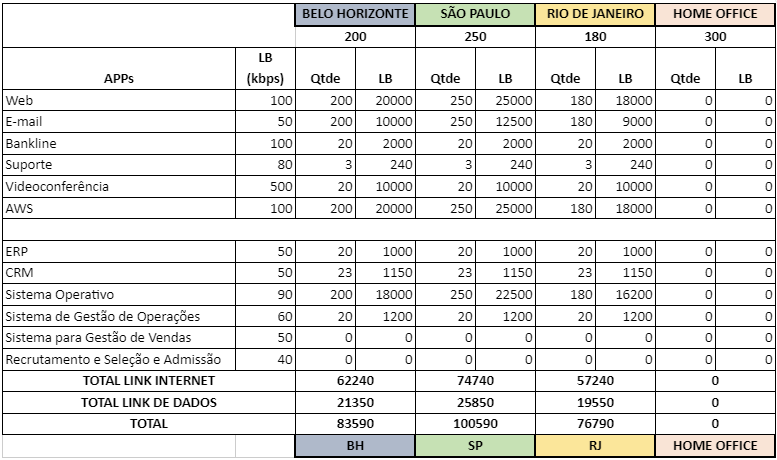 BELO HORIZONTE SÃO PAULO RIO DE JANEIRO HOME OFFICE
200 250 180 300
APPs LB (kbps) Qtde LB Qtde LB Qtde LB Qtde LB
Web 100 200 20000 250 25000 180 18000 0 0
E-mail 50 200 10000 250 12500 180 9000 0 0
Bankline 100 20 2000 20 2000 20 2000 0 0
Suporte 80 3 240 3 240 3 240 0 0
Videoconferência 500 20 10000 20 10000 20 10000 0 0
AWS 100 200 20000 250 25000 180 18000 0 0
ERP 50 20 1000 20 1000 20 1000 0 0
CRM 50 23 1150 23 1150 23 1150 0 0
Sistema Operativo 90 200 18000 250 22500 180 16200 0 0
Sistema de Gestão de Operações 60 20 1200 20 1200 20 1200 0 0
Sistema para Gestão de Vendas 50 0 0 0 0 0 0 0 0
Recrutamento e Seleção e Admissão 40 0 0 0 0 0 0 0 0
TOTAL LINK INTERNET 62240 74740 57240 0
TOTAL LINK DE DADOS 21350 25850 19550 0
TOTAL 83590 100590 76790 0
BH SP RJ HOME OFFICE